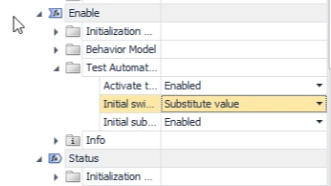 Enable
Initialization ...
Behavior Model
Test Automat...
Activate t... Enabled
Initial swi... Substitute value
Initial sub... Enabled
Info
Status
Initialization ...